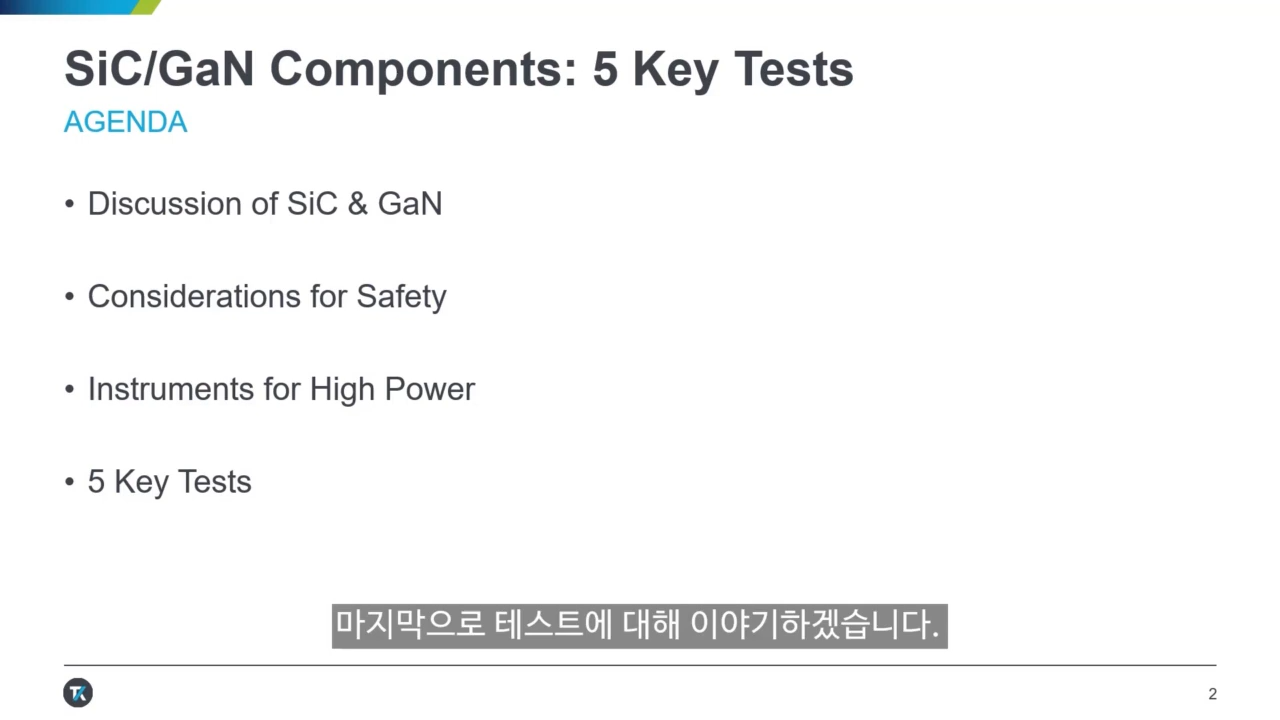 SiC/GaN Components: 5 Key Tests
AGENDA
• Discussion of SiC & GaN
• Considerations for Safety
• Instruments for High Power
• 5 Key Tests
마지막으로 테스트에 대해 이야기하겠습니다.
TK
2